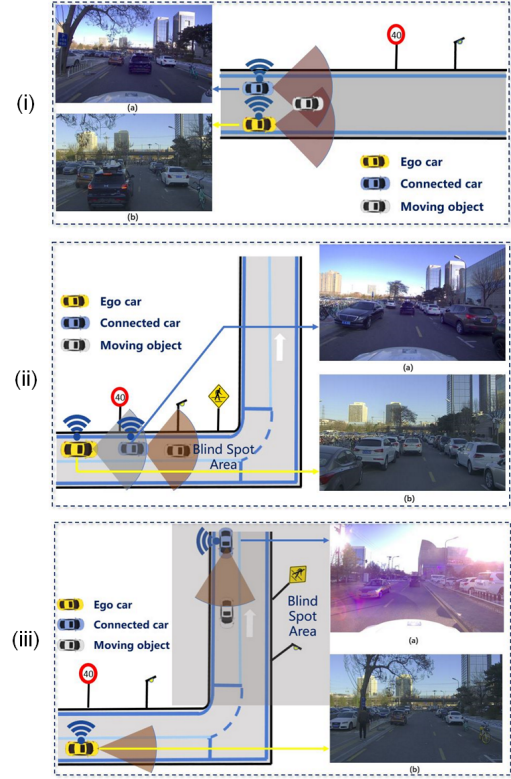 (i)
(a)
(b)
40
Ego car
Connected car
Moving object
(ii)
Ego car
Connected car
Moving object
40
Blind Spot
Area
(a)
(b)
(iii)
Ego car
Connected car
Moving object
40
Blind
Spot
Area
(a)
(b)